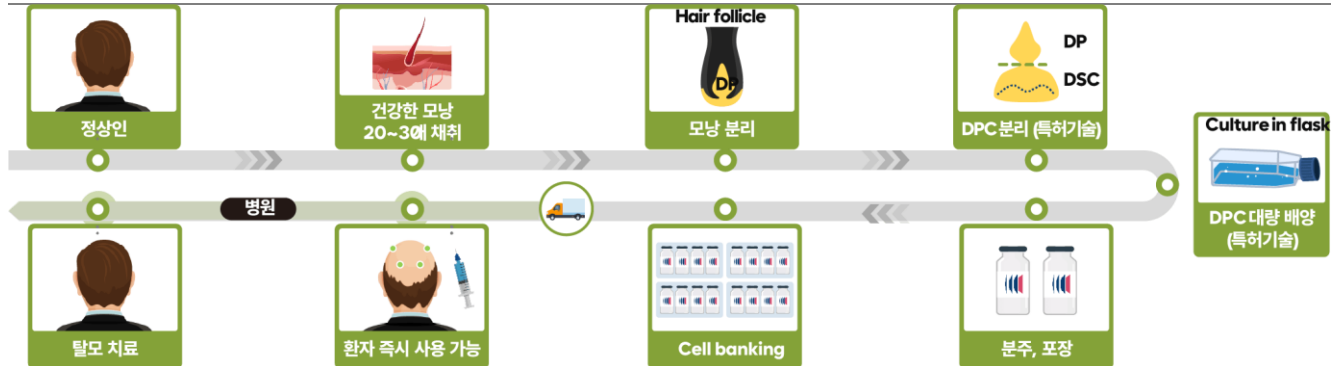 정상인
건강한 모낭
20~30개 채취
Hair follicle
DP
모낭 분리
DP
DSC
DPC 분리 (특허기술)
Culture in flask
DPC 대량 배양
(특허기술)
병원
탈모 치료
환자 즉시 사용 가능
Cell banking
분주, 포장